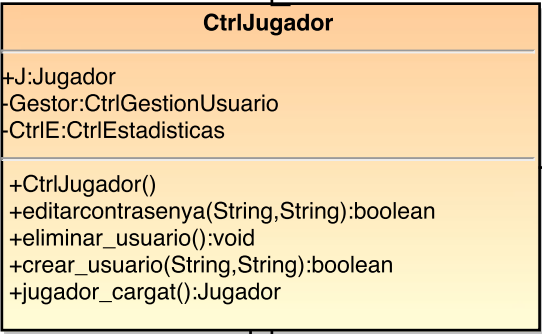 CtrlJugador
+J:Jugador
-Gestor:CtrlGestionUsuario
-CtrlE:CtrlEstadisticas
+CtrlJugador()
+editarcontrasenya(String,String):boolean
+eliminar_usuario():void
+crear_usuario(String,String):boolean
+jugador_cargat():Jugador